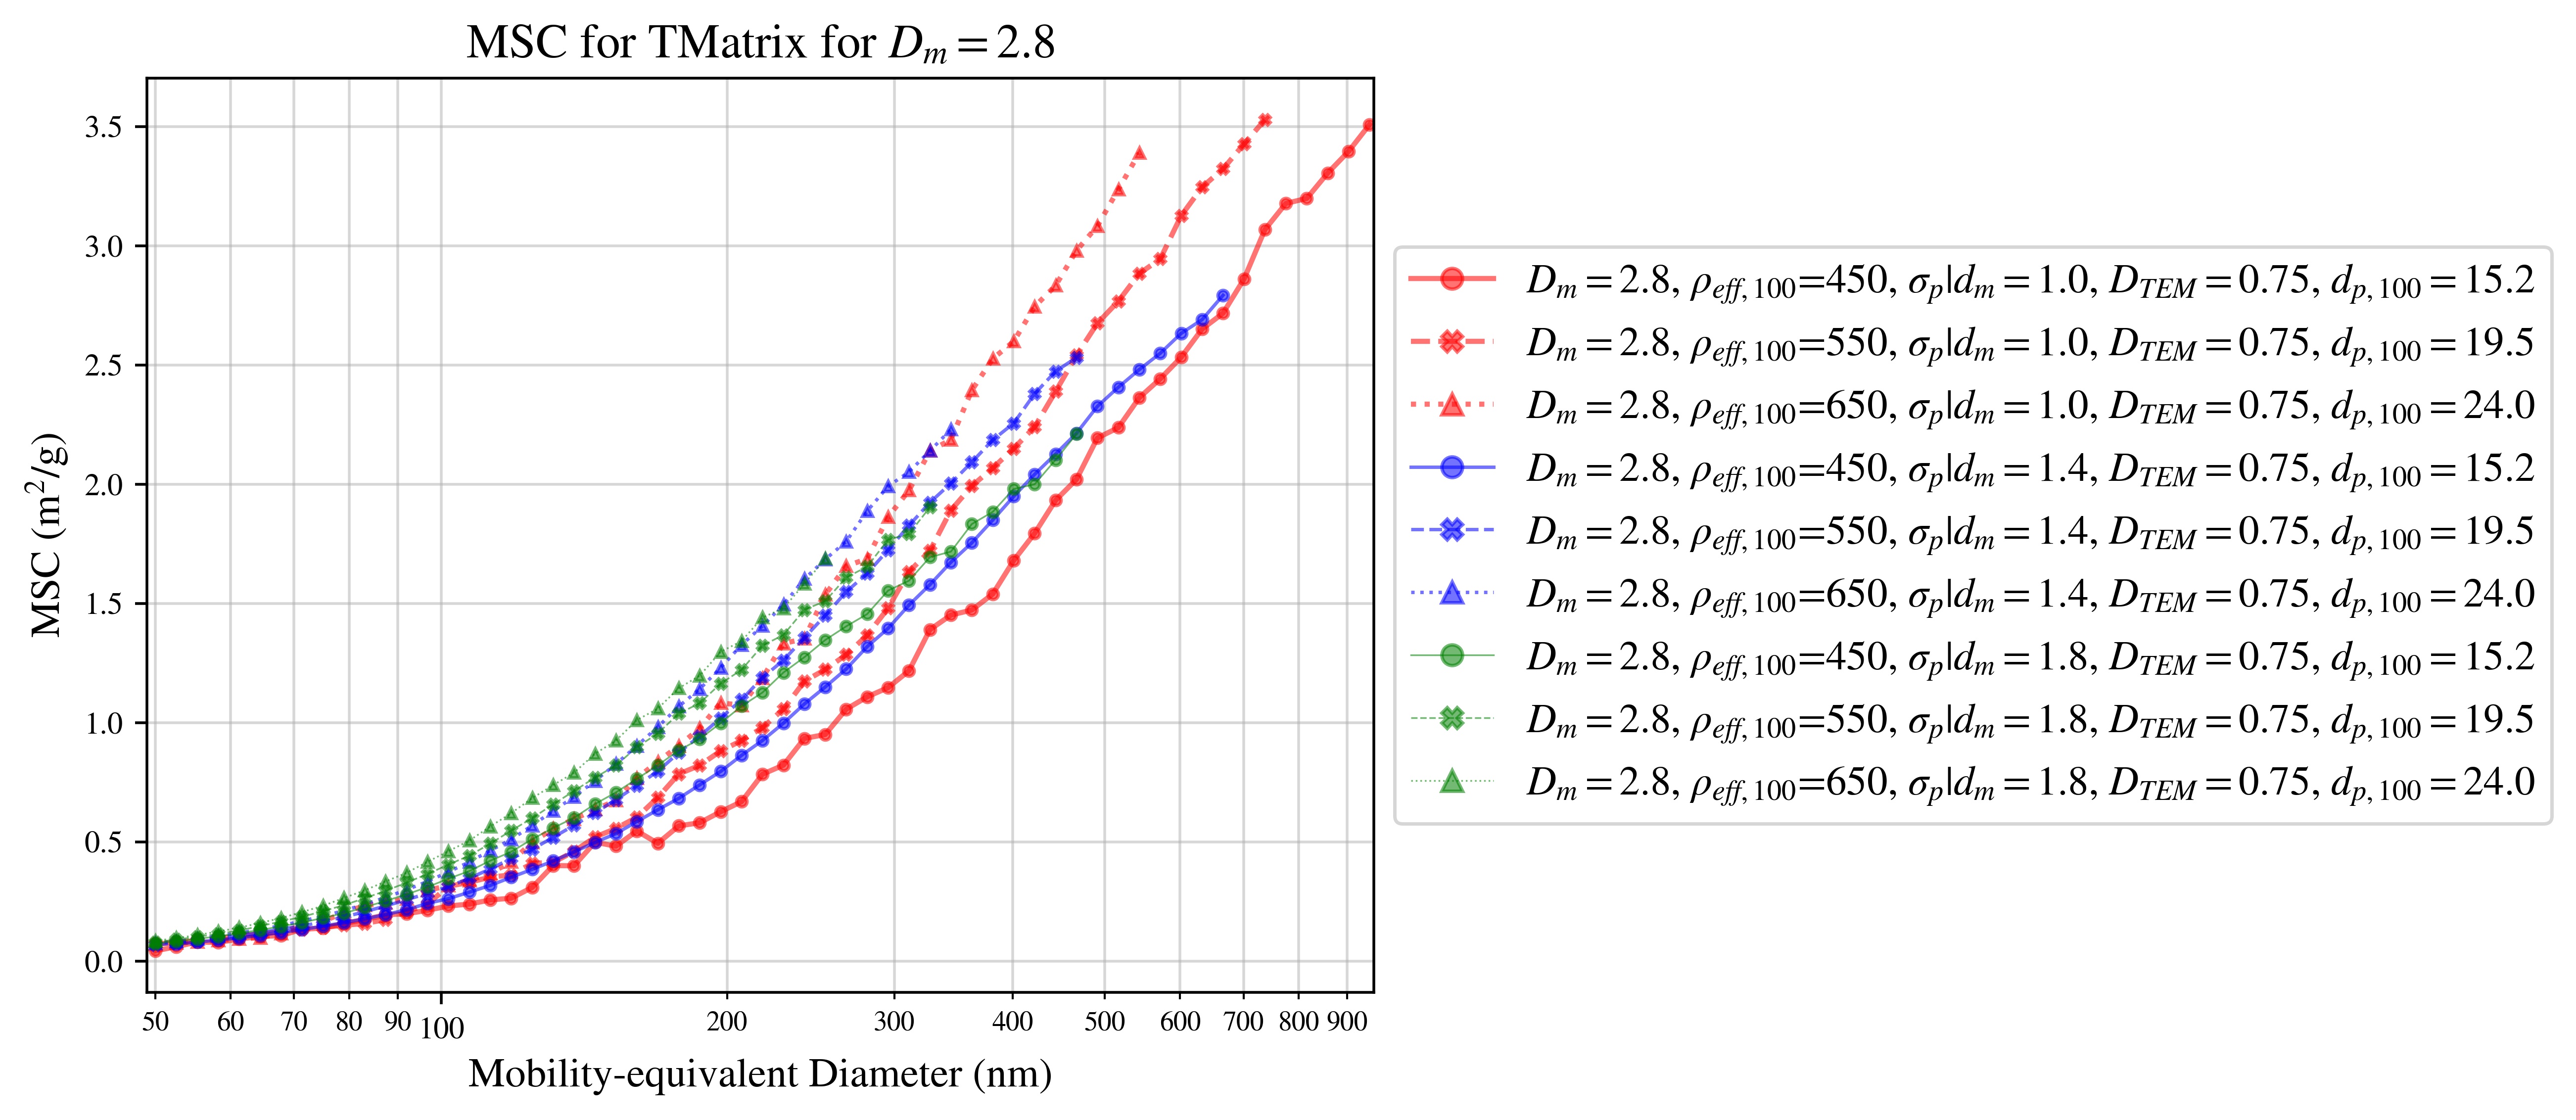 MSC for TMatrix for Dₘ = 2.8
MSC (m²/g)
3.5
3.0
2.5
2.0
1.5
1.0
0.5
0.0
50 60 70 80 90 100 200 300 400 500 600 700 800 900
Mobility-equivalent Diameter (nm)
D_m = 2.8, ρ_eff,100=450, σ_p|d_m = 1.0, D_TEM = 0.75, d_p,100 = 15.2
D_m = 2.8, ρ_eff,100=550, σ_p|d_m = 1.0, D_TEM = 0.75, d_p,100 = 19.5
D_m = 2.8, ρ_eff,100=650, σ_p|d_m = 1.0, D_TEM = 0.75, d_p,100 = 24.0
D_m = 2.8, ρ_eff,100=450, σ_p|d_m = 1.4, D_TEM = 0.75, d_p,100 = 15.2
D_m = 2.8, ρ_eff,100=550, σ_p|d_m = 1.4, D_TEM = 0.75, d_p,100 = 19.5
D_m = 2.8, ρ_eff,100=650, σ_p|d_m = 1.4, D_TEM = 0.75, d_p,100 = 24.0
D_m = 2.8, ρ_eff,100=450, σ_p|d_m = 1.8, D_TEM = 0.75, d_p,100 = 15.2
D_m = 2.8, ρ_eff,100=550, σ_p|d_m = 1.8, D_TEM = 0.75, d_p,100 = 19.5
D_m = 2.8, ρ_eff,100=650, σ_p|d_m = 1.8, D_TEM = 0.75, d_p,100 = 24.0